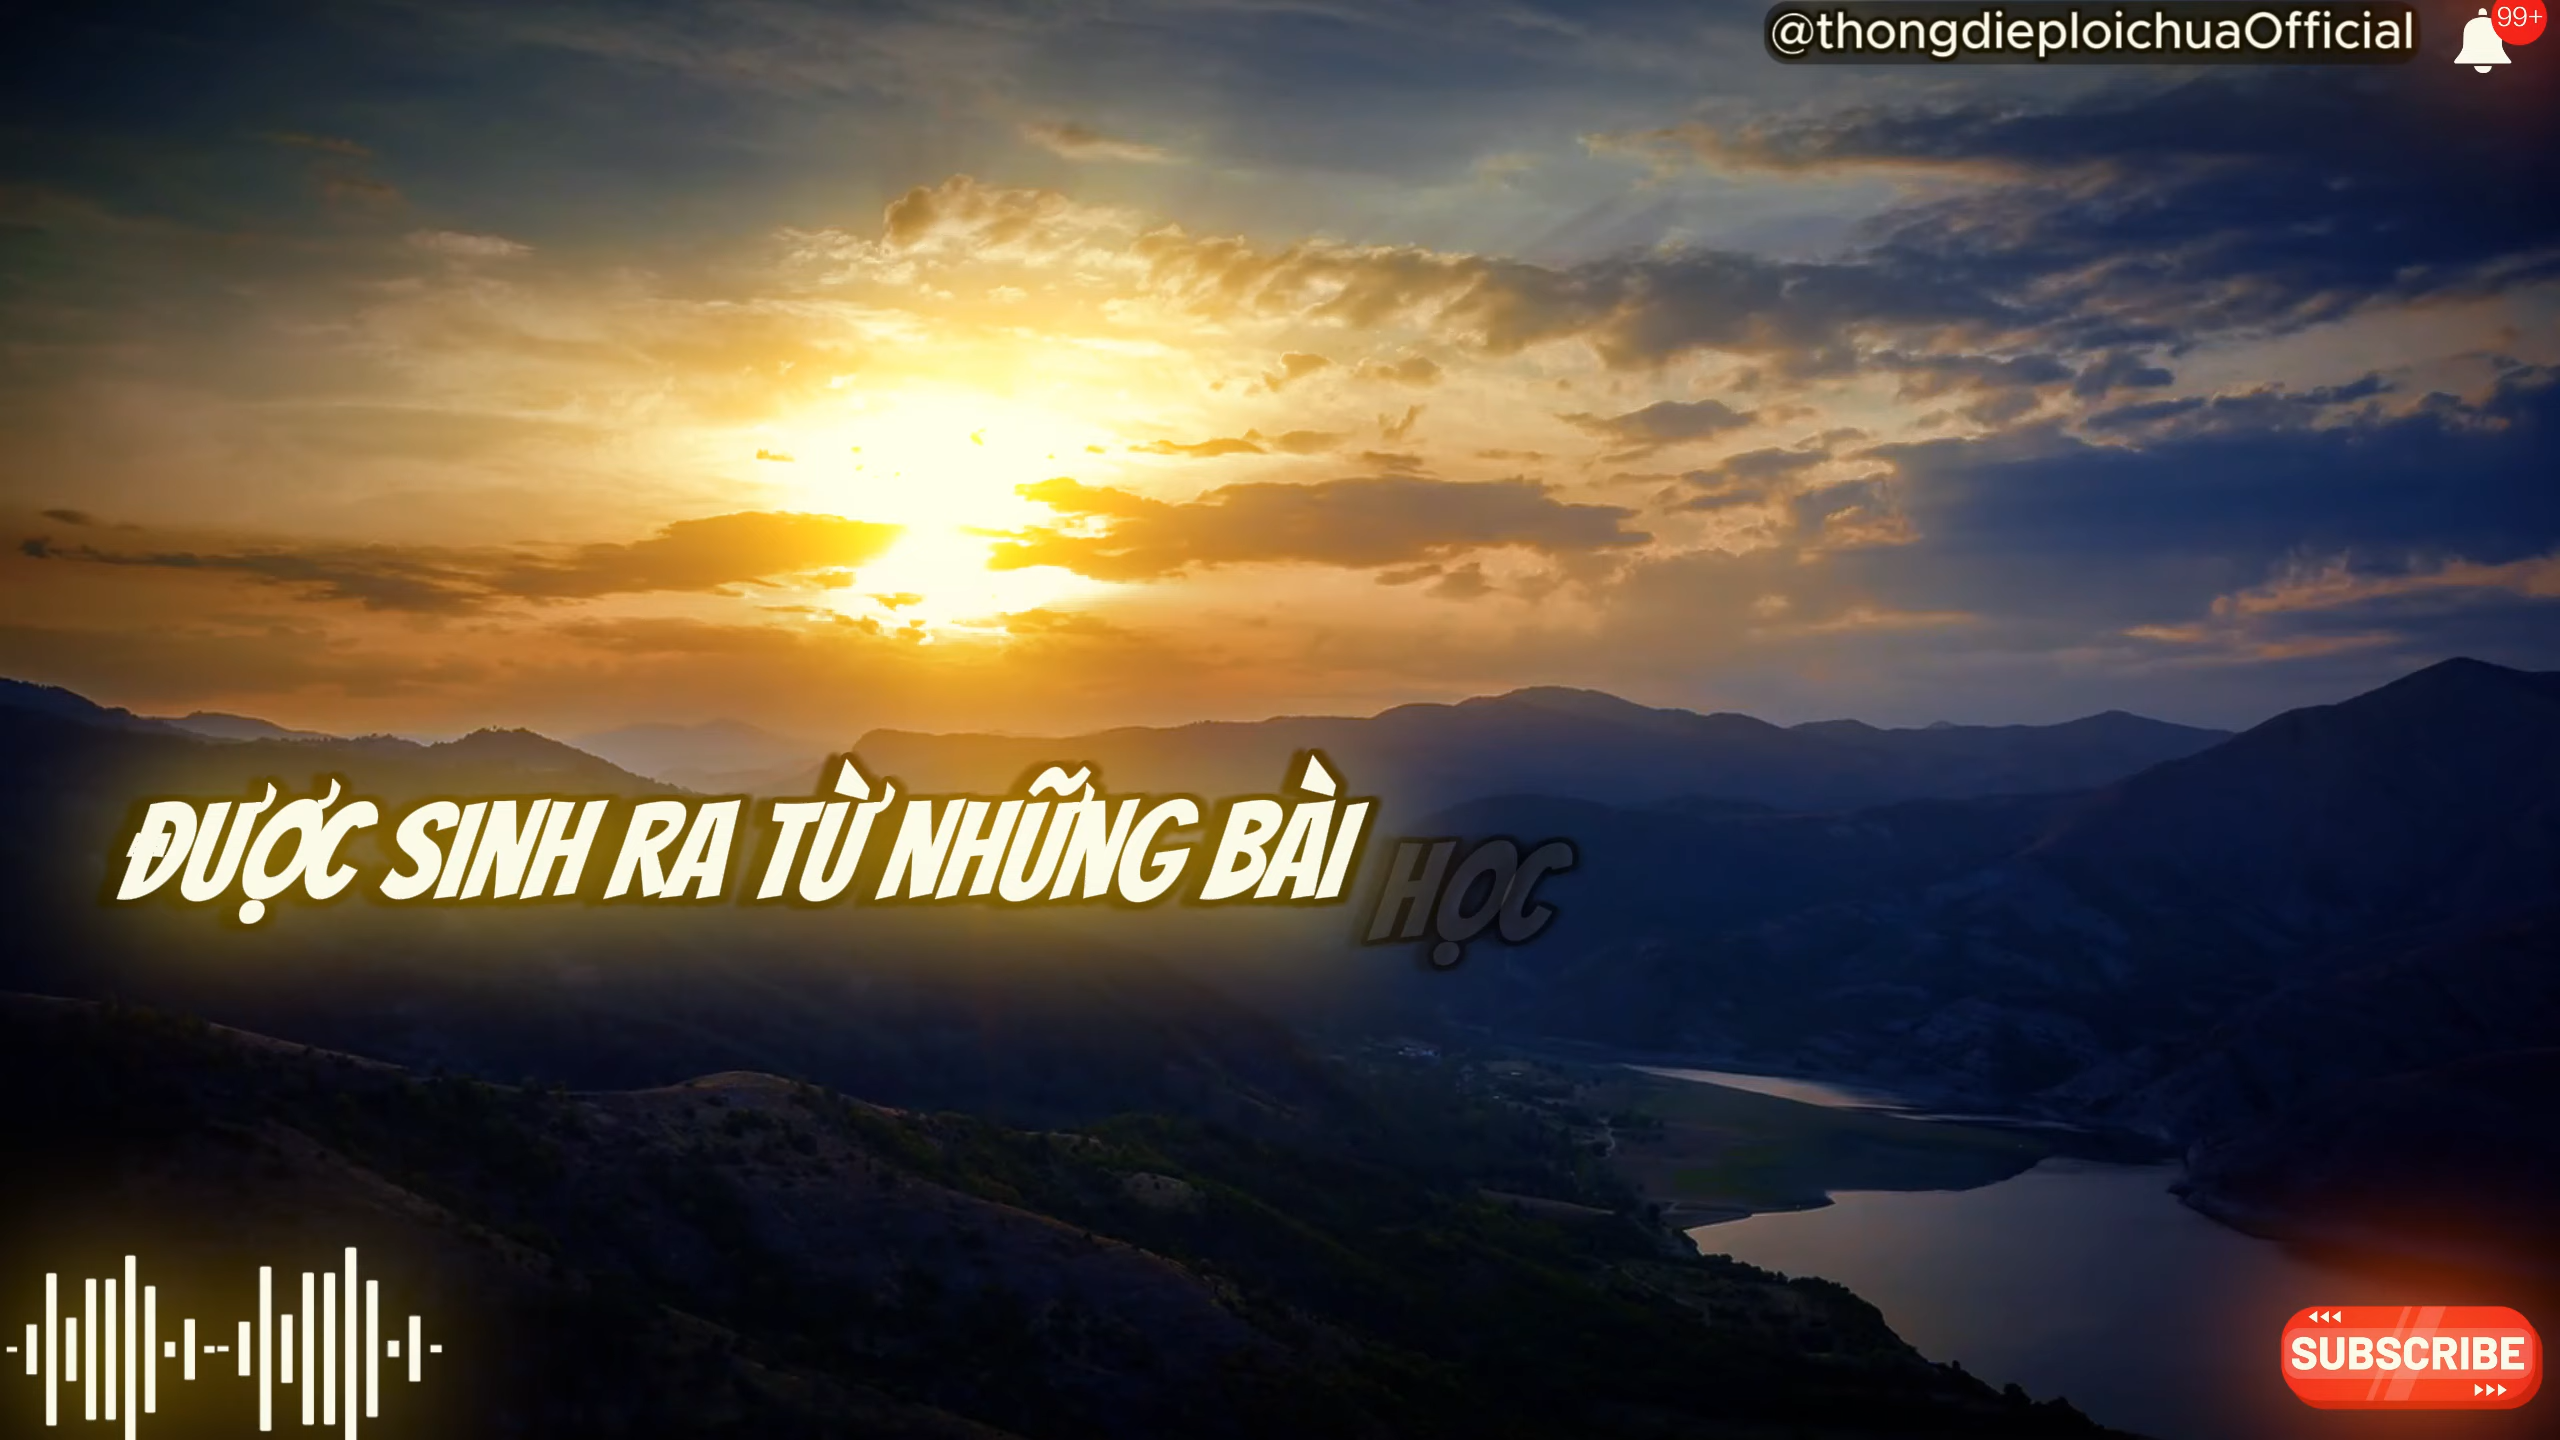 @thongdieploichuaOfficial
99+
ĐƯỢC SINH RA TỪ NHỮNG BÀI HỌC
SUBSCRIBE